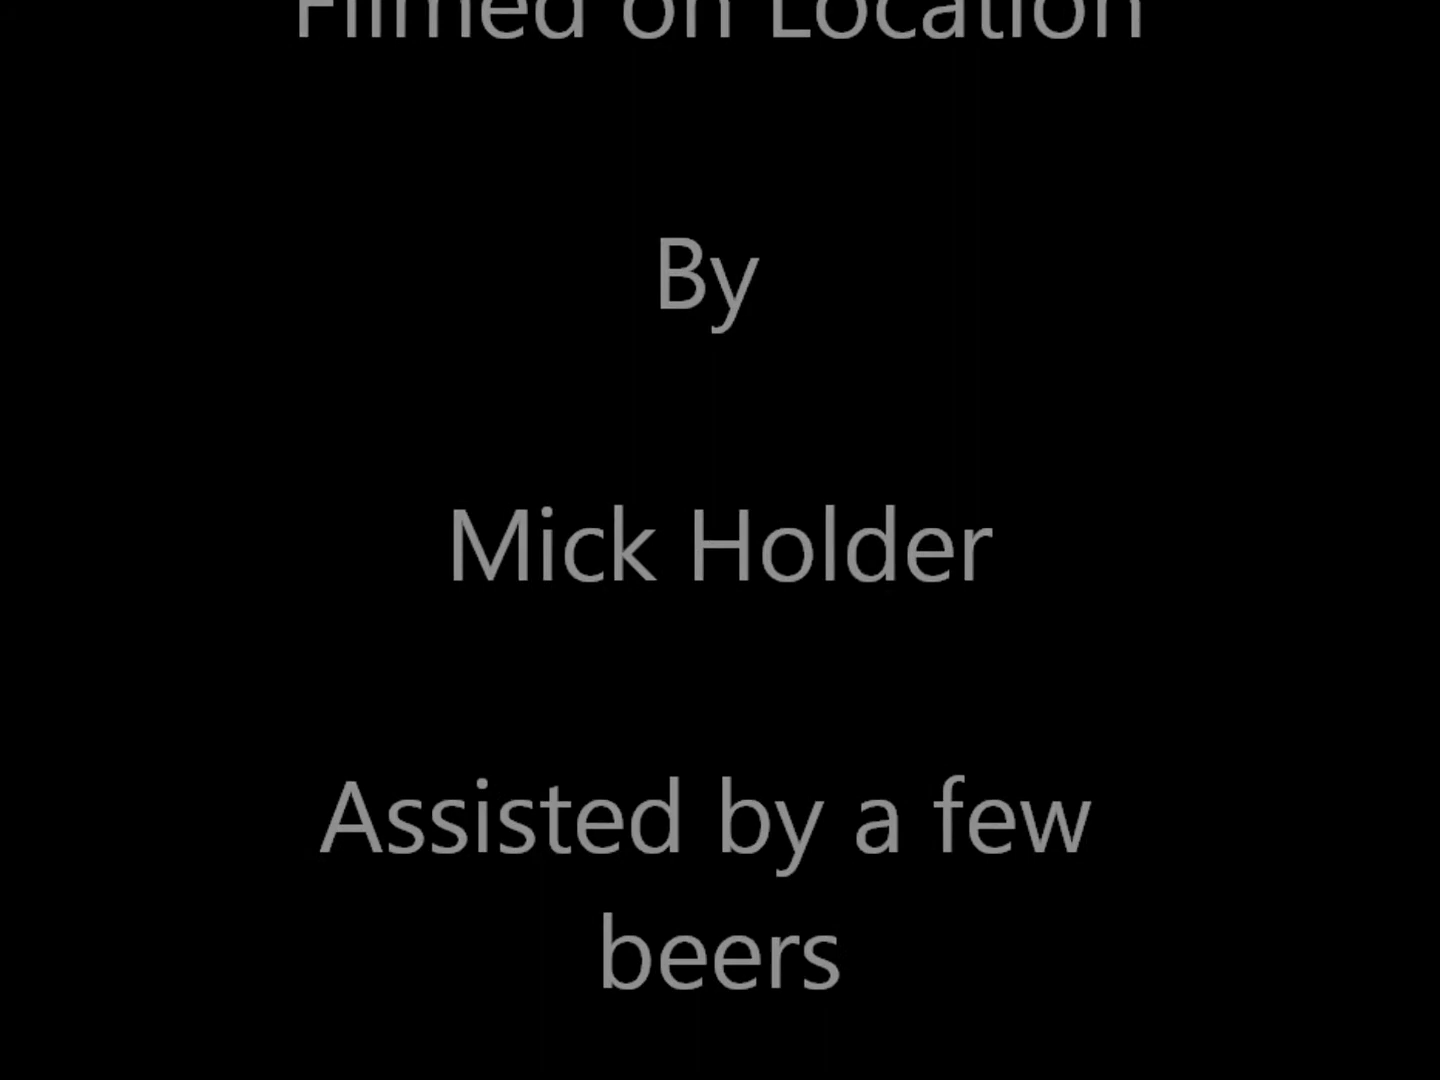 Filmed on Location
By
Mick Holder
Assisted by a few
beers